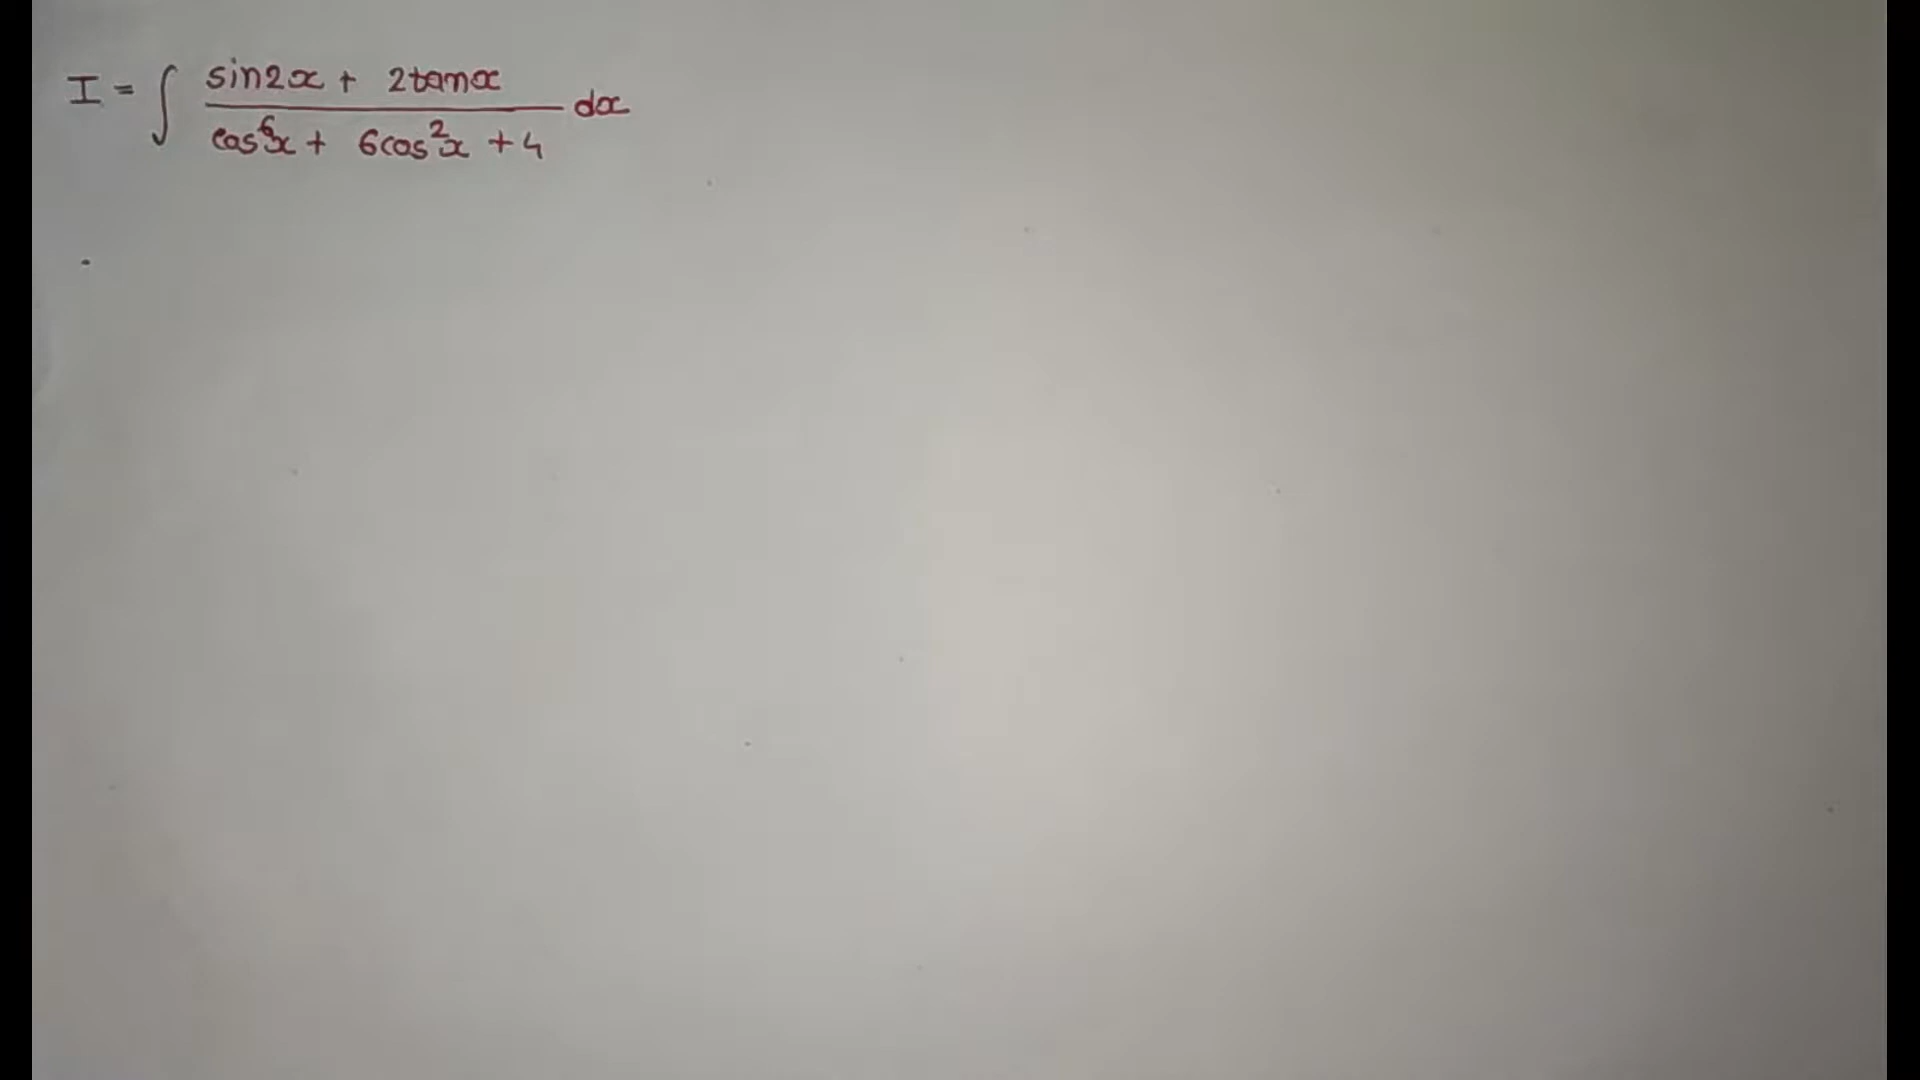 I = ∫ (sin2x + 2tanx)/(cos⁶x + 6cos²x + 4) dx